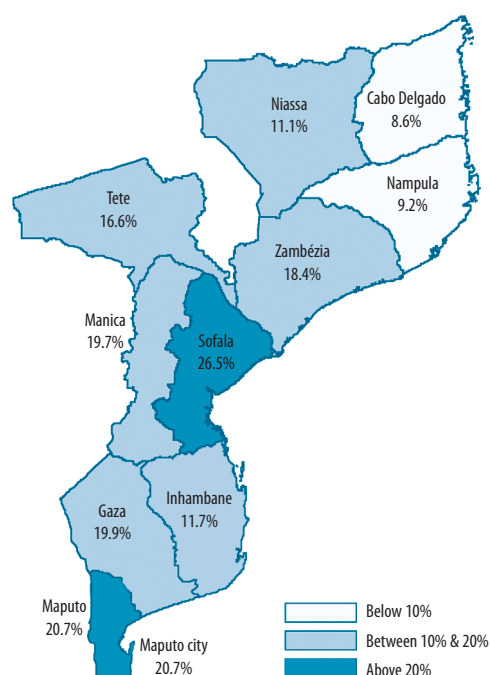 Niassa
11.1%
Cabo Delgado
8.6%
Nampula
9.2%
Tete
16.6%
Zambézia
18.4%
Manica
19.7%
Sofala
26.5%
Gaza
19.9%
Inhambane
11.7%
Maputo
20.7%
Maputo city
20.7%
Below 10%
Between 10% & 20%
Above 20%